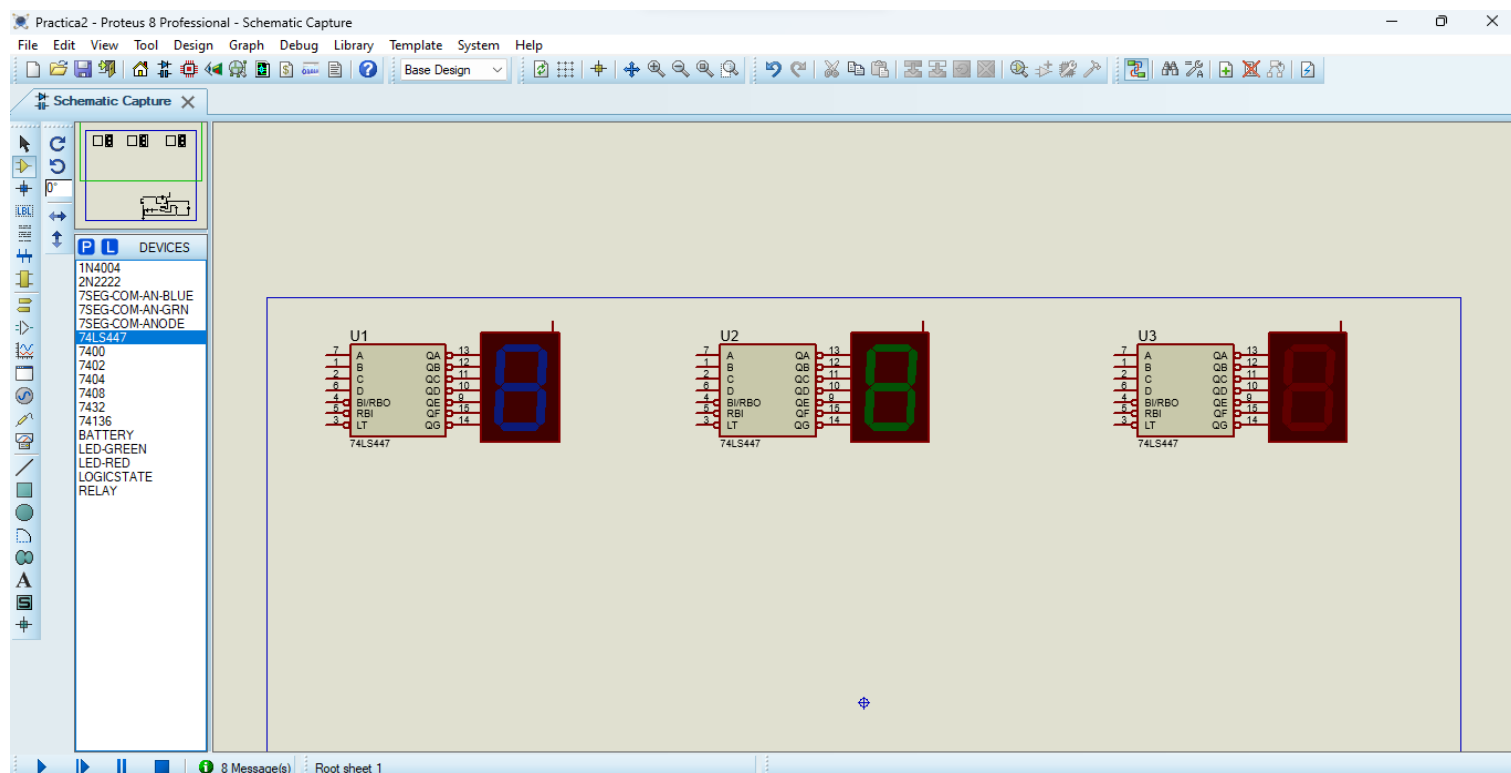 Practica2 - Proteus 8 Professional - Schematic Capture
File Edit View Tool Design Graph Debug Library Template System Help
Base Design
Schematic Capture
0°
LBL
P L DEVICES
1N4004
2N2222
7SEG-COM-AN-BLUE
7SEG-COM-AN-GRN
7SEG-COM-ANODE
74LS447
7400
7402
7404
7408
7432
74136
BATTERY
LED-GREEN
LED-RED
LOGICSTATE
RELAY
A
S
U1
7 A QA 13
1 B QB 12
2 C QC 11
6 D QD 10
4 BI/RBO QE 9
5 RBI QF 15
3 LT QG 14
74LS447
U2
7 A QA 13
1 B QB 12
2 C QC 11
6 D QD 10
4 BI/RBO QE 9
5 RBI QF 15
3 LT QG 14
74LS447
U3
7 A QA 13
1 B QB 12
2 C QC 11
6 D QD 10
4 BI/RBO QE 9
5 RBI QF 15
3 LT QG 14
74LS447
8 Message(s) Root sheet 1